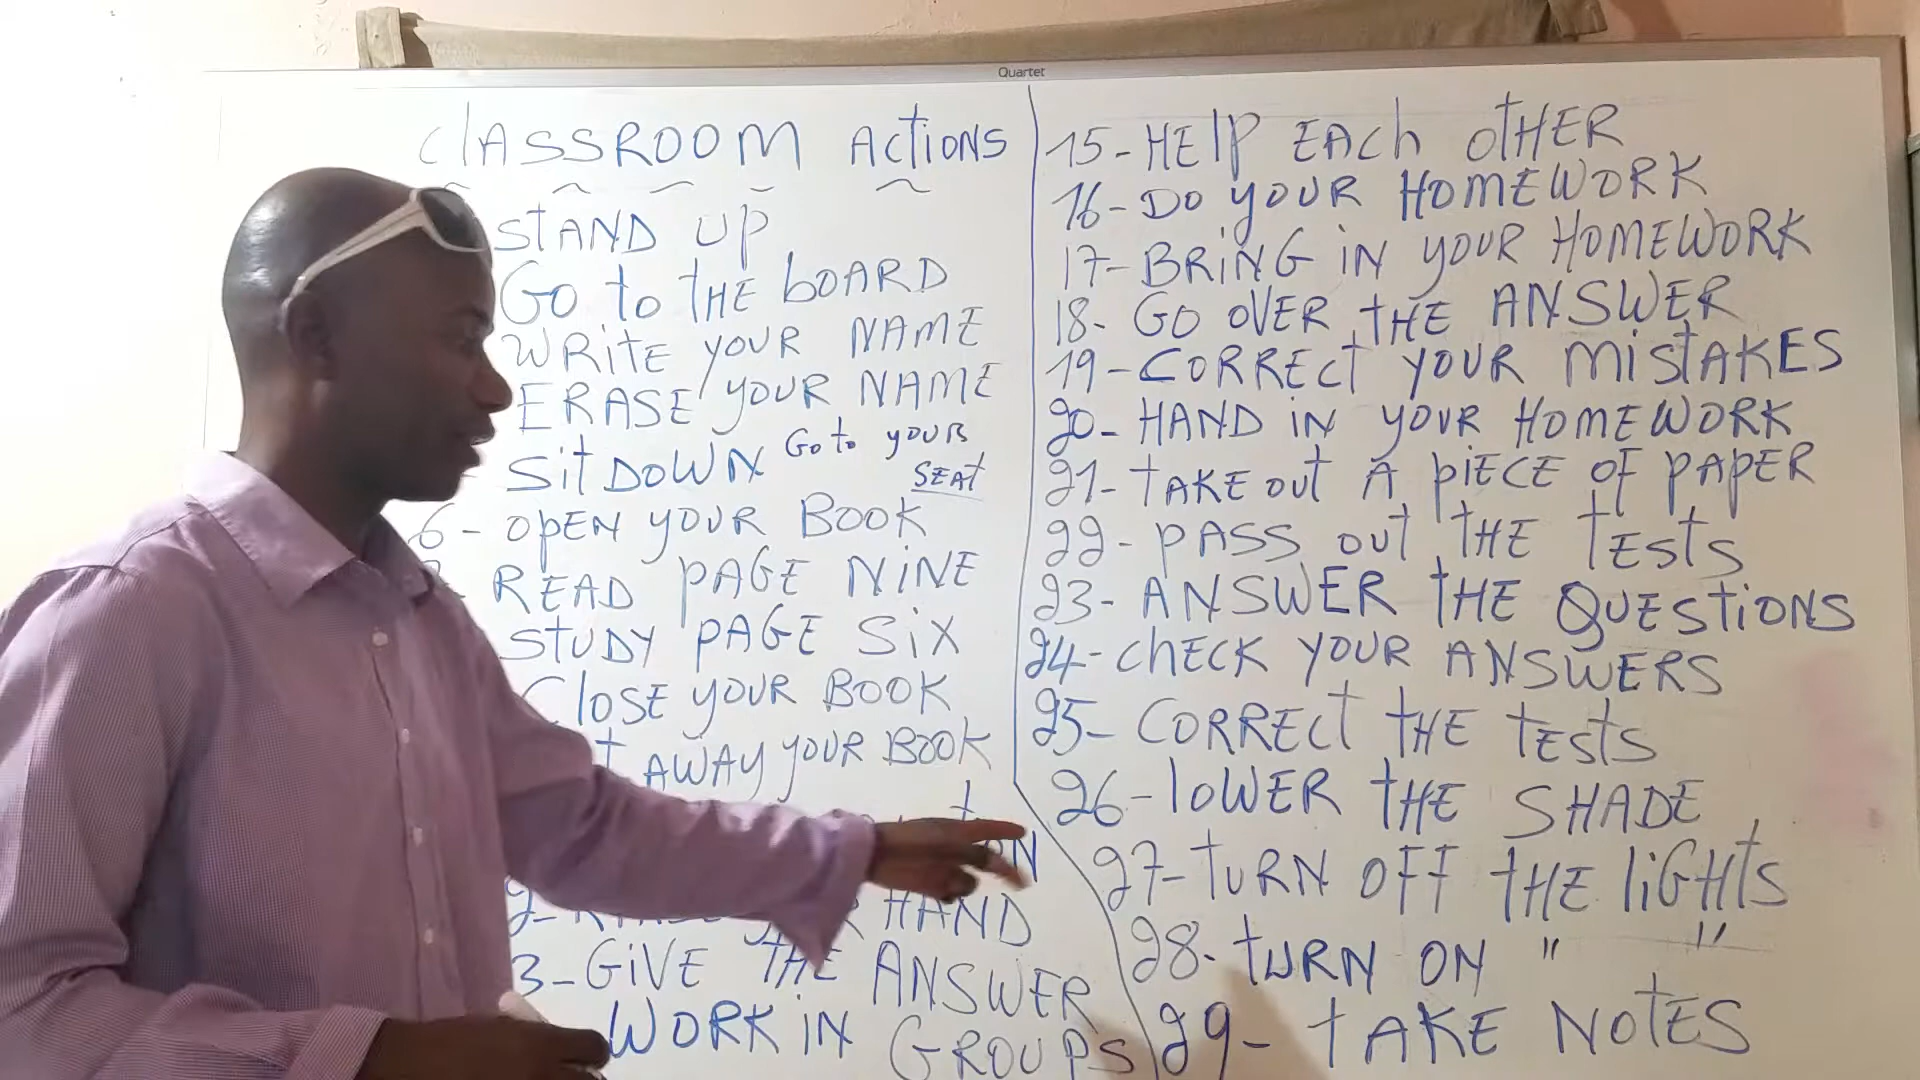 Quartet
CLASSROOM ACTIONS
STAND UP
GO TO THE BOARD
WRITE YOUR NAME
ERASE YOUR NAME
SIT DOWN GO TO YOUR
SEAT
6- OPEN YOUR BOOK
READ PAGE NINE
STUDY PAGE SIX
CLOSE YOUR BOOK
AWAY YOUR BOOK
HAND
3- GIVE THE ANSWER
WORK IN GROUPS
15- HELP EACH OTHER
16- DO YOUR HOMEWORK
17- BRING IN YOUR HOMEWORK
18- GO OVER THE ANSWER
19- CORRECT YOUR MISTAKES
20- HAND IN YOUR HOMEWORK
21- TAKE OUT A PIECE OF PAPER
22- PASS OUT THE TESTS
23- ANSWER THE QUESTIONS
24- CHECK YOUR ANSWERS
25- CORRECT THE TESTS
26- LOWER THE SHADE
27- TURN OFF THE LIGHTS
28- TURN ON " "
29- TAKE NOTES